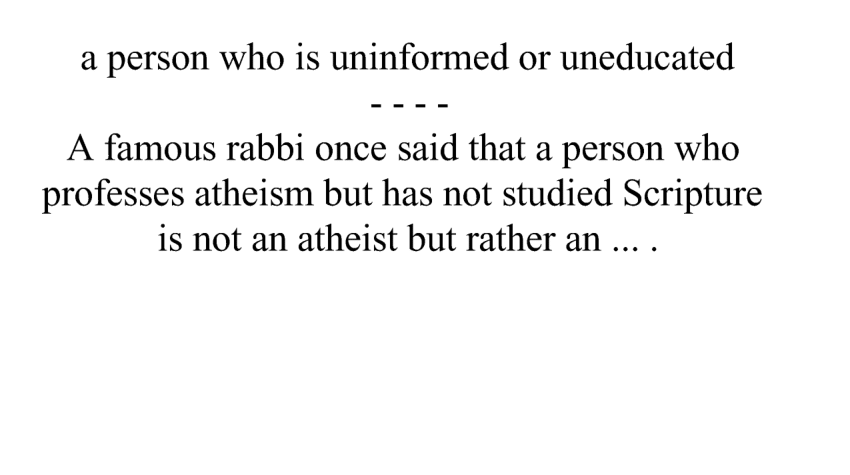 a person who is uninformed or uneducated
- - - -
A famous rabbi once said that a person who
professes atheism but has not studied Scripture
is not an atheist but rather an ... .